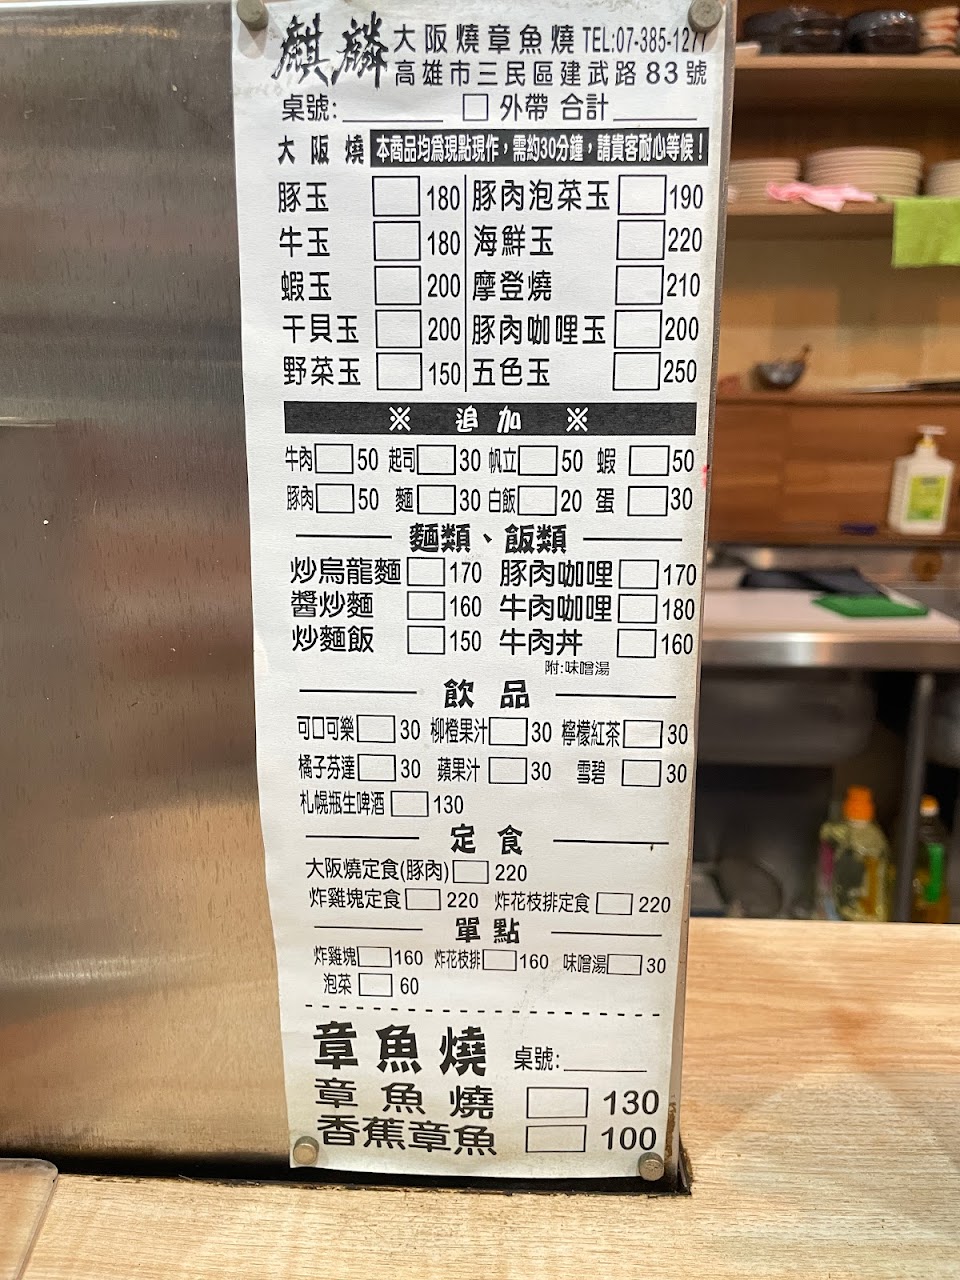 麒麟 大阪燒章魚燒 TEL:07-385-1277
高雄市三民區建武路83號
桌號:______ □ 外帶 合計______
大阪燒 本商品均為現點現作，需約30分鐘，請貴客耐心等候！
豚玉 □ 180 豚肉泡菜玉 □ 190
牛玉 □ 180 海鮮玉 □ 220
蝦玉 □ 200 摩登燒 □ 210
干貝玉 □ 200 豚肉咖哩玉 □ 200
野菜玉 □ 150 五色玉 □ 250
※ 追加 ※
牛肉 □ 50 起司 □ 30 帆立 □ 50 蝦 □ 50
豚肉 □ 50 麵 □ 30 白飯 □ 20 蛋 □ 30
麵類、飯類
炒烏龍麵 □ 170 豚肉咖哩 □ 170
醬炒麵 □ 160 牛肉咖哩 □ 180
炒麵飯 □ 150 牛肉丼 □ 160
附:味噌湯
飲品
可口可樂 □ 30 柳橙果汁 □ 30 檸檬紅茶 □ 30
橘子芬達 □ 30 蘋果汁 □ 30 雪碧 □ 30
札幌瓶生啤酒 □ 130
定食
大阪燒定食(豚肉) □ 220
炸雞塊定食 □ 220 炸花枝排定食 □ 220
單點
炸雞塊 □ 160 炸花枝排 □ 160 味噌湯 □ 30
泡菜 □ 60
章魚燒 桌號:______
章魚燒 □ 130
香蕉章魚 □ 100